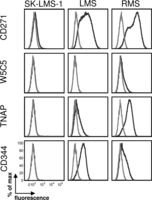 SK-LMS-1 LMS RMS
CD271
W5C5
TNAP
CD344
% of max
fluorescence